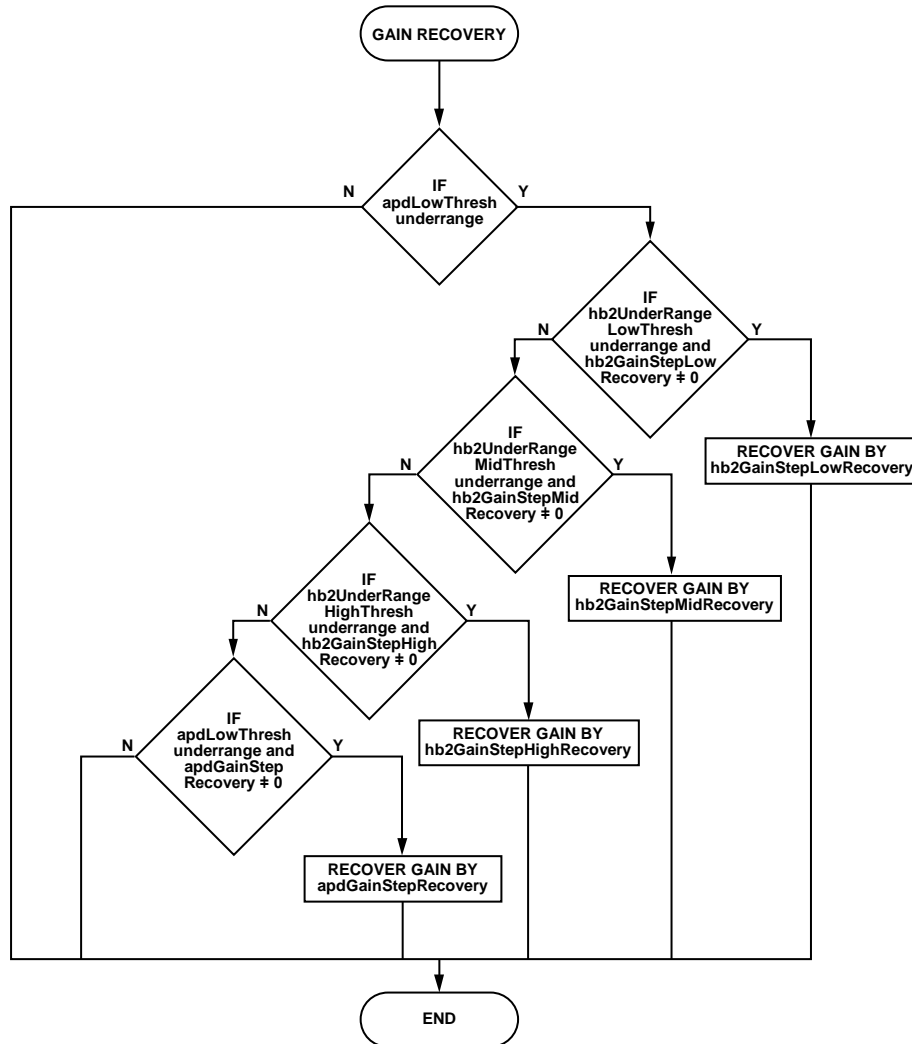 GAIN RECOVERY
N
IF
Y
apdLowThresh
underrange
IF
hb2UnderRange
N
LowThresh
Y
underrange and
hb2GainStepLow
Recovery ǂ 0
IF
hb2UnderRange
N
MidThresh
Y
underrange and
hb2GainStepMid
Recovery ǂ 0
RECOVER GAIN BY
hb2GainStepLowRecovery
IF
hb2UnderRange
N
HighThresh
Y
underrange and
hb2GainStepHigh
Recovery ǂ 0
RECOVER GAIN BY
hb2GainStepMidRecovery
IF
apdLowThresh
N
underrange and
Y
apdGainStep
Recovery ǂ 0
RECOVER GAIN BY
hb2GainStepHighRecovery
RECOVER GAIN BY
apdGainStepRecovery
END